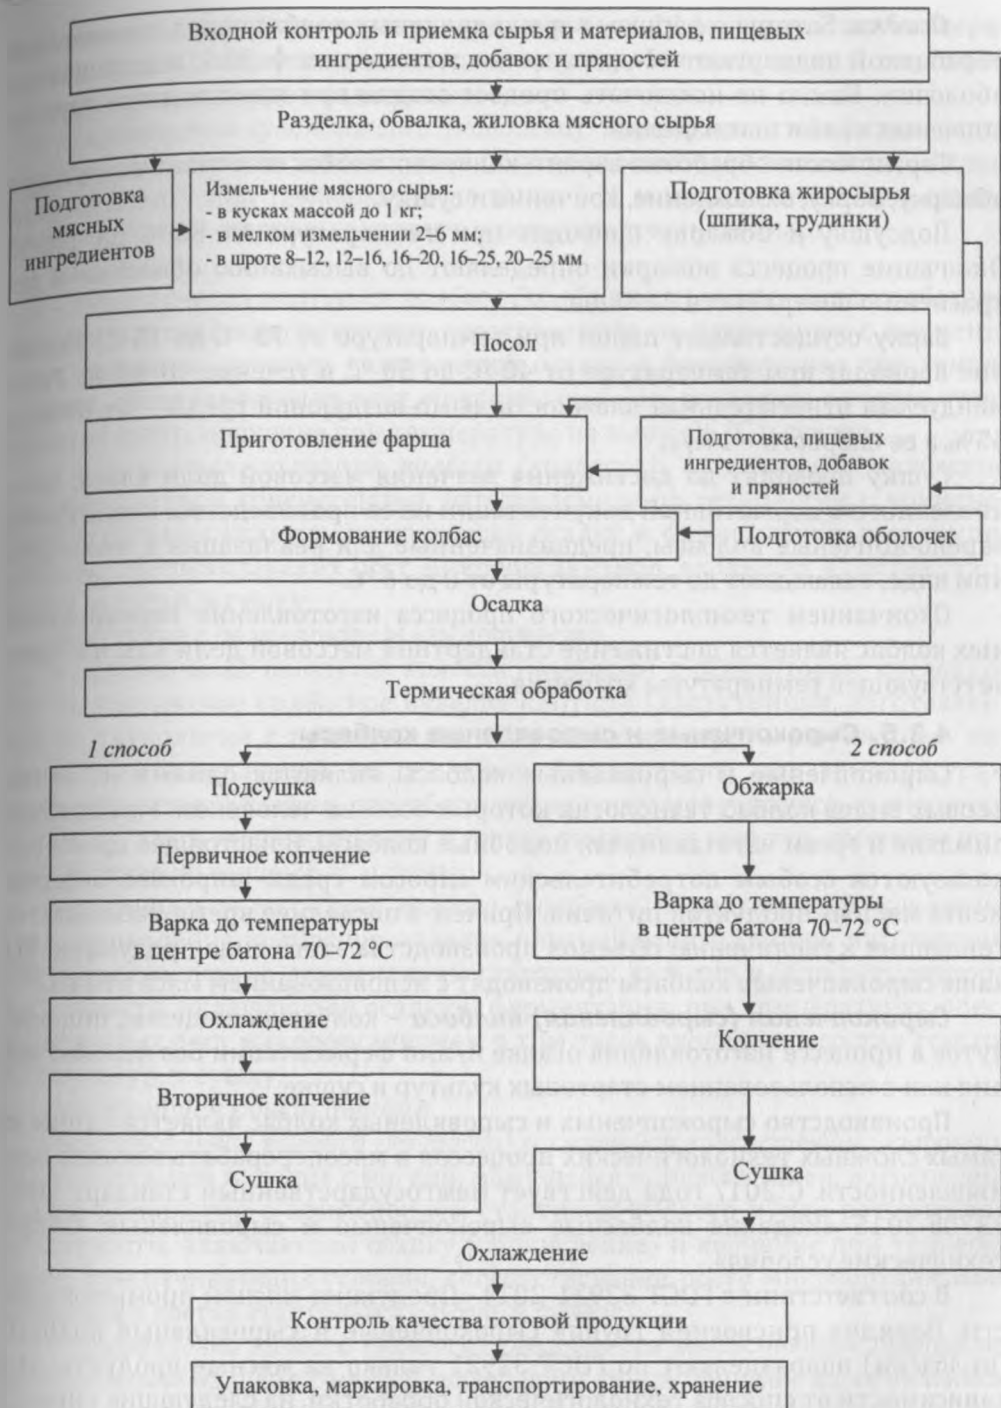 Входной контроль и приемка сырья и материалов, пищевых
ингредиентов, добавок и пряностей
Разделка, обвалка, жиловка мясного сырья
Подготовка
мясных
ингредиентов
Измельчение мясного сырья:
- в кусках массой до 1 кг;
- в мелком измельчении 2–6 мм;
- в шроте 8–12, 12–16, 16–20, 16–25, 20–25 мм
Подготовка жиросырья
(шпика, грудинки)
Посол
Приготовление фарша
Подготовка, пищевых
ингредиентов, добавок
и пряностей
Формование колбас
Подготовка оболочек
Осадка
Термическая обработка
1 способ
2 способ
Подсушка
Обжарка
Первичное копчение
Варка до температуры
в центре батона 70–72 °C
Варка до температуры
в центре батона 70–72 °C
Охлаждение
Копчение
Вторичное копчение
Сушка
Сушка
Охлаждение
Контроль качества готовой продукции
Упаковка, маркировка, транспортирование, хранение